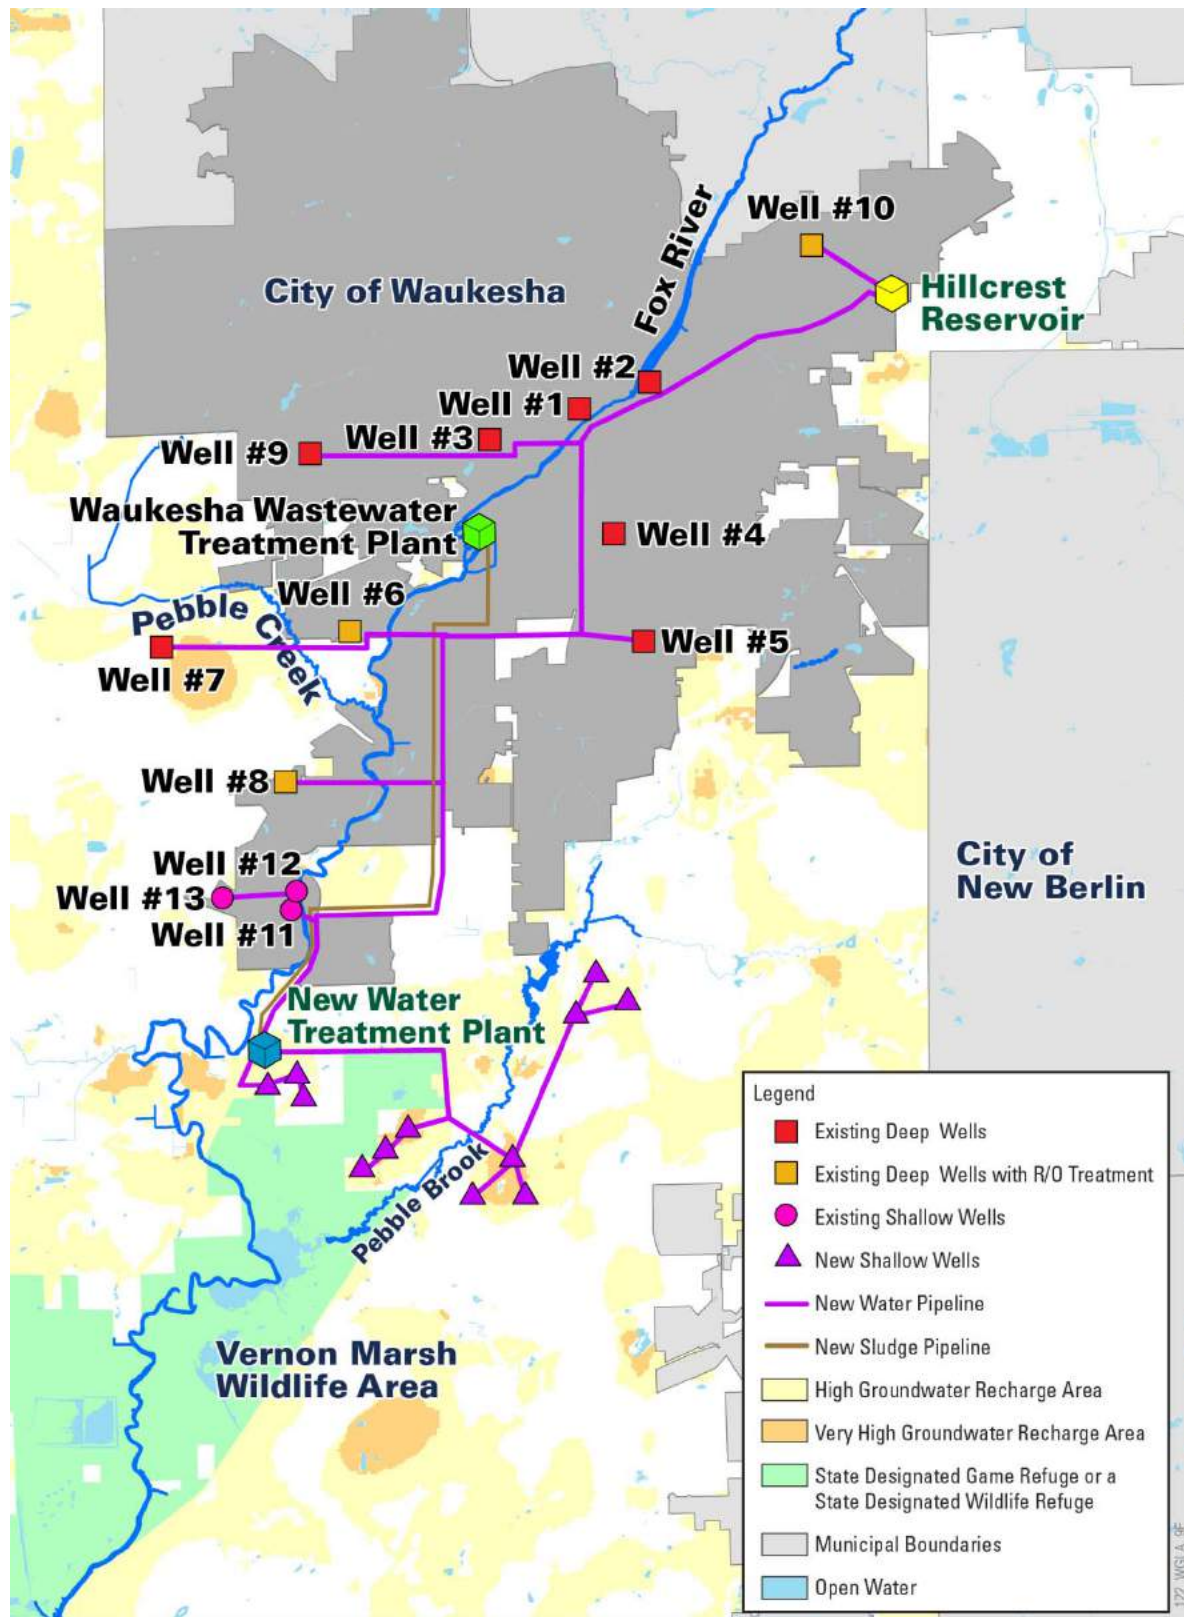 Fox River
Well #10
City of Waukesha
Hillcrest
Reservoir
Well #2
Well #1
Well #3
Well #9
Waukesha Wastewater
Treatment Plant
Well #4
Well #6
Pebble Creek
Well #5
Well #7
Well #8
City of
New Berlin
Well #12
Well #13
Well #11
New Water
Treatment Plant
Pebble Brook
Vernon Marsh
Wildlife Area
Legend
Existing Deep Wells
Existing Deep Wells with R/O Treatment
Existing Shallow Wells
New Shallow Wells
New Water Pipeline
New Sludge Pipeline
High Groundwater Recharge Area
Very High Groundwater Recharge Area
State Designated Game Refuge or a
State Designated Wildlife Refuge
Municipal Boundaries
Open Water